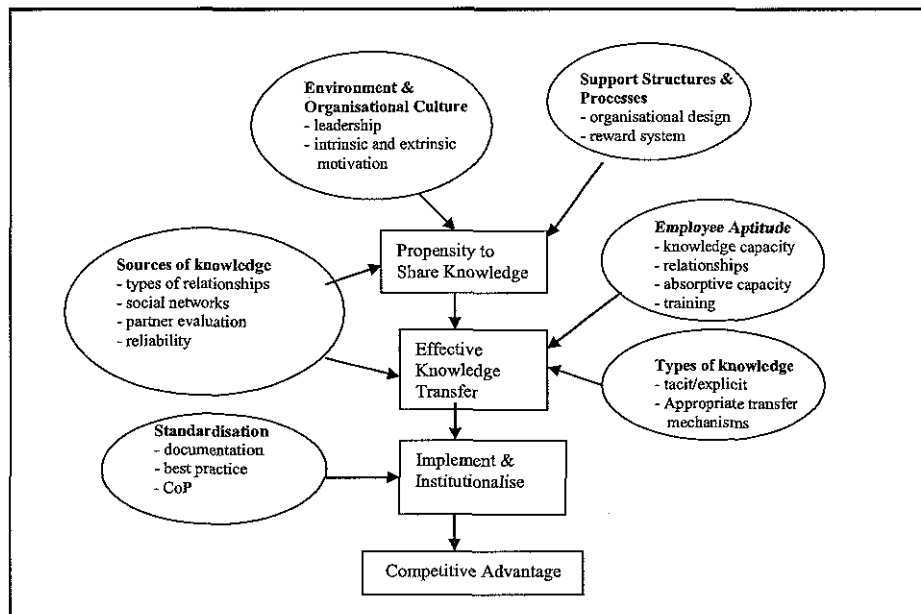 Environment &
Organisational Culture
- leadership
- intrinsic and extrinsic
motivation
Support Structures &
Processes
- organisational design
- reward system
Propensity to
Share Knowledge
Sources of knowledge
- types of relationships
- social networks
- partner evaluation
- reliability
Employee Aptitude
- knowledge capacity
- relationships
- absorptive capacity
- training
Effective
Knowledge
Transfer
Types of knowledge
- tacit/explicit
- Appropriate transfer
mechanisms
Standardisation
- documentation
- best practice
- CoP
Implement &
Institutionalise
Competitive Advantage